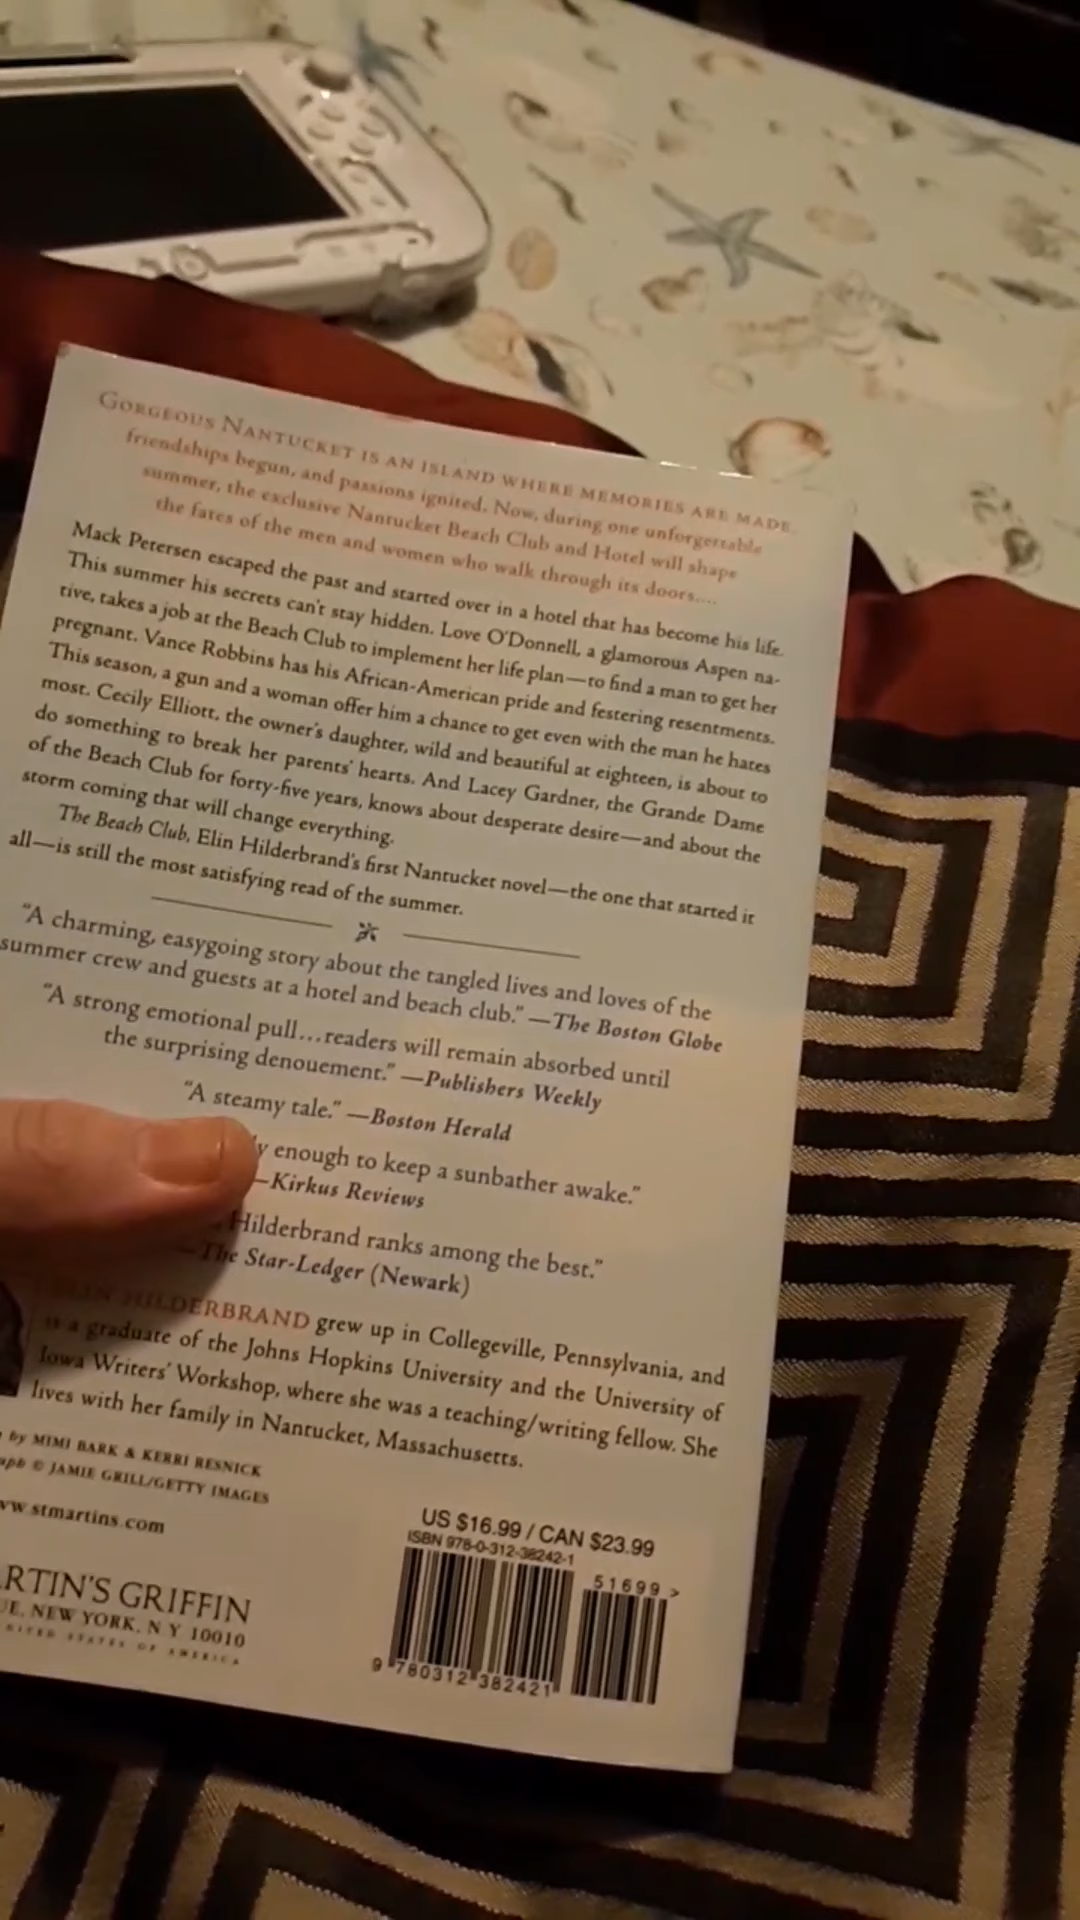 GORGEOUS NANTUCKET IS AN ISLAND WHERE MEMORIES ARE MADE,
friendships begun, and passions ignited. Now, during one unforgettable
summer, the exclusive Nantucket Beach Club and Hotel will shape
the fates of the men and women who walk through its doors....
Mack Petersen escaped the past and started over in a hotel that has become his life.
This summer his secrets can't stay hidden. Love O'Donnell, a glamorous Aspen na-
tive, takes a job at the Beach Club to implement her life plan—to find a man to get her
pregnant. Vance Robbins has his African-American pride and festering resentments.
This season, a gun and a woman offer him a chance to get even with the man he hates
most. Cecily Elliott, the owner's daughter, wild and beautiful at eighteen, is about to
do something to break her parents' hearts. And Lacey Gardner, the Grande Dame
of the Beach Club for forty-five years, knows about desperate desire—and about the
storm coming that will change everything.
The Beach Club, Elin Hilderbrand's first Nantucket novel—the one that started it
all—is still the most satisfying read of the summer.
"A charming, easygoing story about the tangled lives and loves of the
summer crew and guests at a hotel and beach club." —The Boston Globe
"A strong emotional pull...readers will remain absorbed until
the surprising denouement." —Publishers Weekly
"A steamy tale." —Boston Herald
enough to keep a sunbather awake."
—Kirkus Reviews
Hilderbrand ranks among the best."
—The Star-Ledger (Newark)
ELIN HILDERBRAND grew up in Collegeville, Pennsylvania, and
is a graduate of the Johns Hopkins University and the University of
Iowa Writers' Workshop, where she was a teaching/writing fellow. She
lives with her family in Nantucket, Massachusetts.
by MIMI BARK & KERRI RESNICK
© JAMIE GRILL/GETTY IMAGES
www.stmartins.com
RTIN'S GRIFFIN
NEW YORK, N Y 10010
UNITED STATES OF AMERICA
US $16.99 / CAN $23.99
ISBN 978-0-312-38242-1
51699 >
9 780312 382421